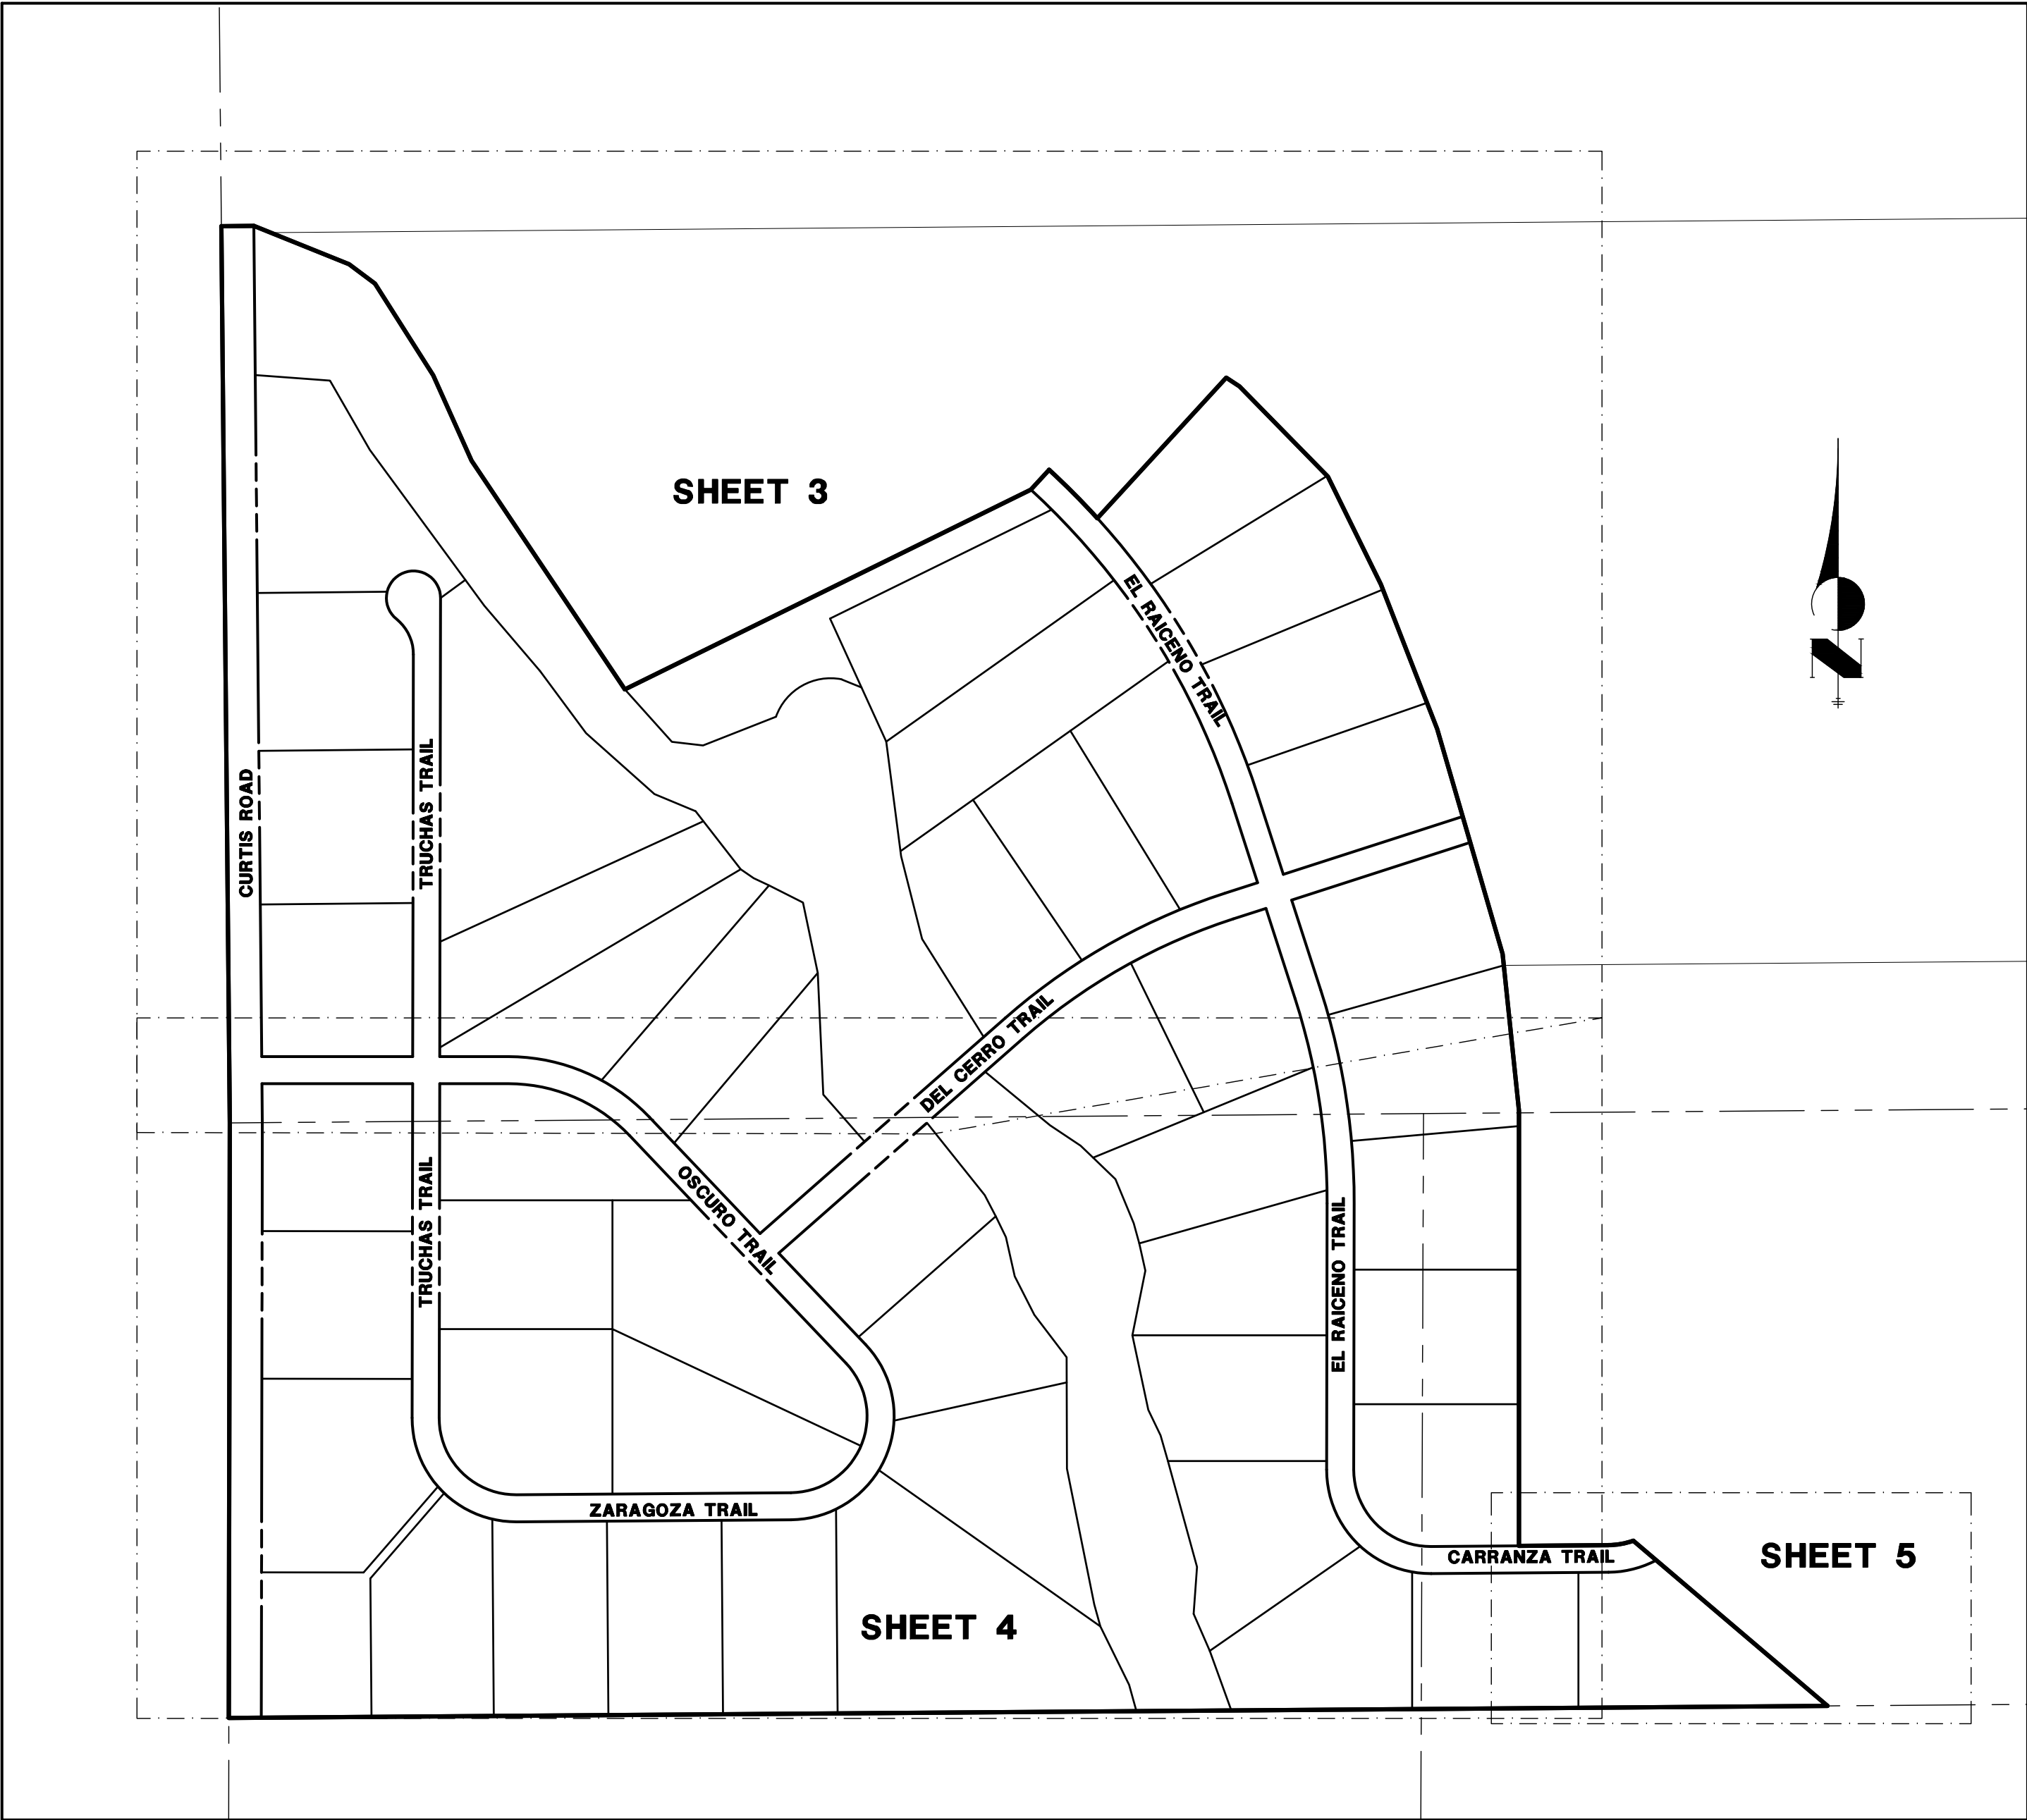 SHEET 3
EL RAICENO TRAIL
N
CURTIS ROAD
TRUCHAS TRAIL
DEL CERRO TRAIL
TRUCHAS TRAIL
OSCURO TRAIL
EL RAICENO TRAIL
ZARAGOZA TRAIL
CARRANZA TRAIL
SHEET 5
SHEET 4